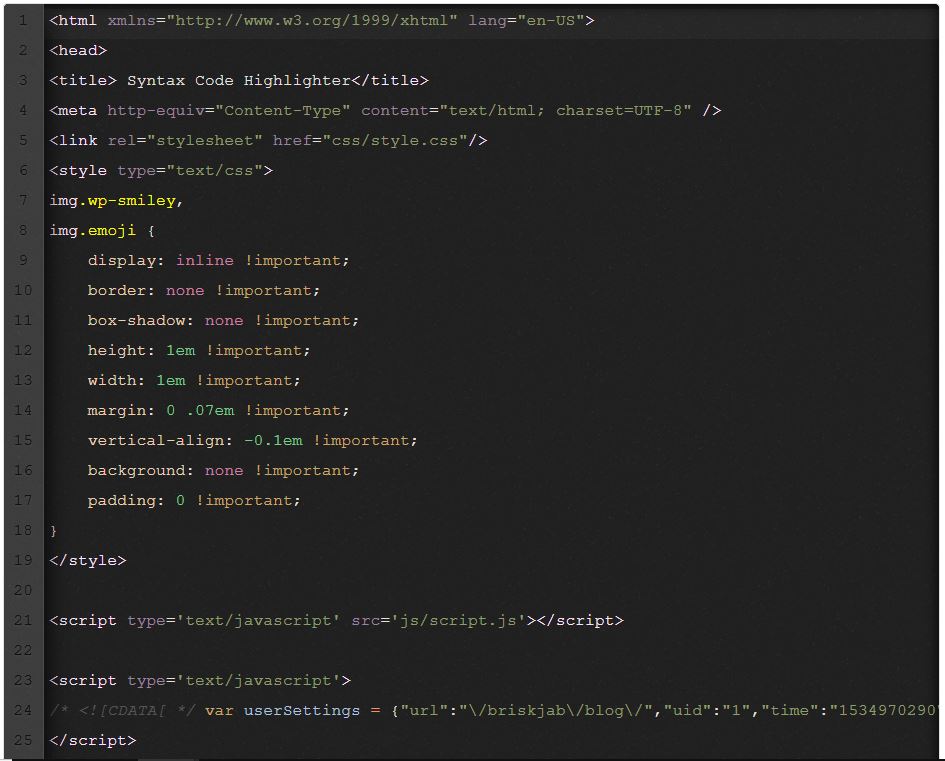 1 <html xmlns="http://www.w3.org/1999/xhtml" lang="en-US">
2 <head>
3 <title> Syntax Code Highlighter</title>
4 <meta http-equiv="Content-Type" content="text/html; charset=UTF-8" />
5 <link rel="stylesheet" href="css/style.css"/>
6 <style type="text/css">
7 img.wp-smiley,
8 img.emoji {
9     display: inline !important;
10     border: none !important;
11     box-shadow: none !important;
12     height: 1em !important;
13     width: 1em !important;
14     margin: 0 .07em !important;
15     vertical-align: -0.1em !important;
16     background: none !important;
17     padding: 0 !important;
18 }
19 </style>
20
21 <script type='text/javascript' src='js/script.js'></script>
22
23 <script type='text/javascript'>
24 /* <![CDATA[ */ var userSettings = {"url":"\/briskjab\/blog\/","uid":"1","time":"1534970290"
25 </script>